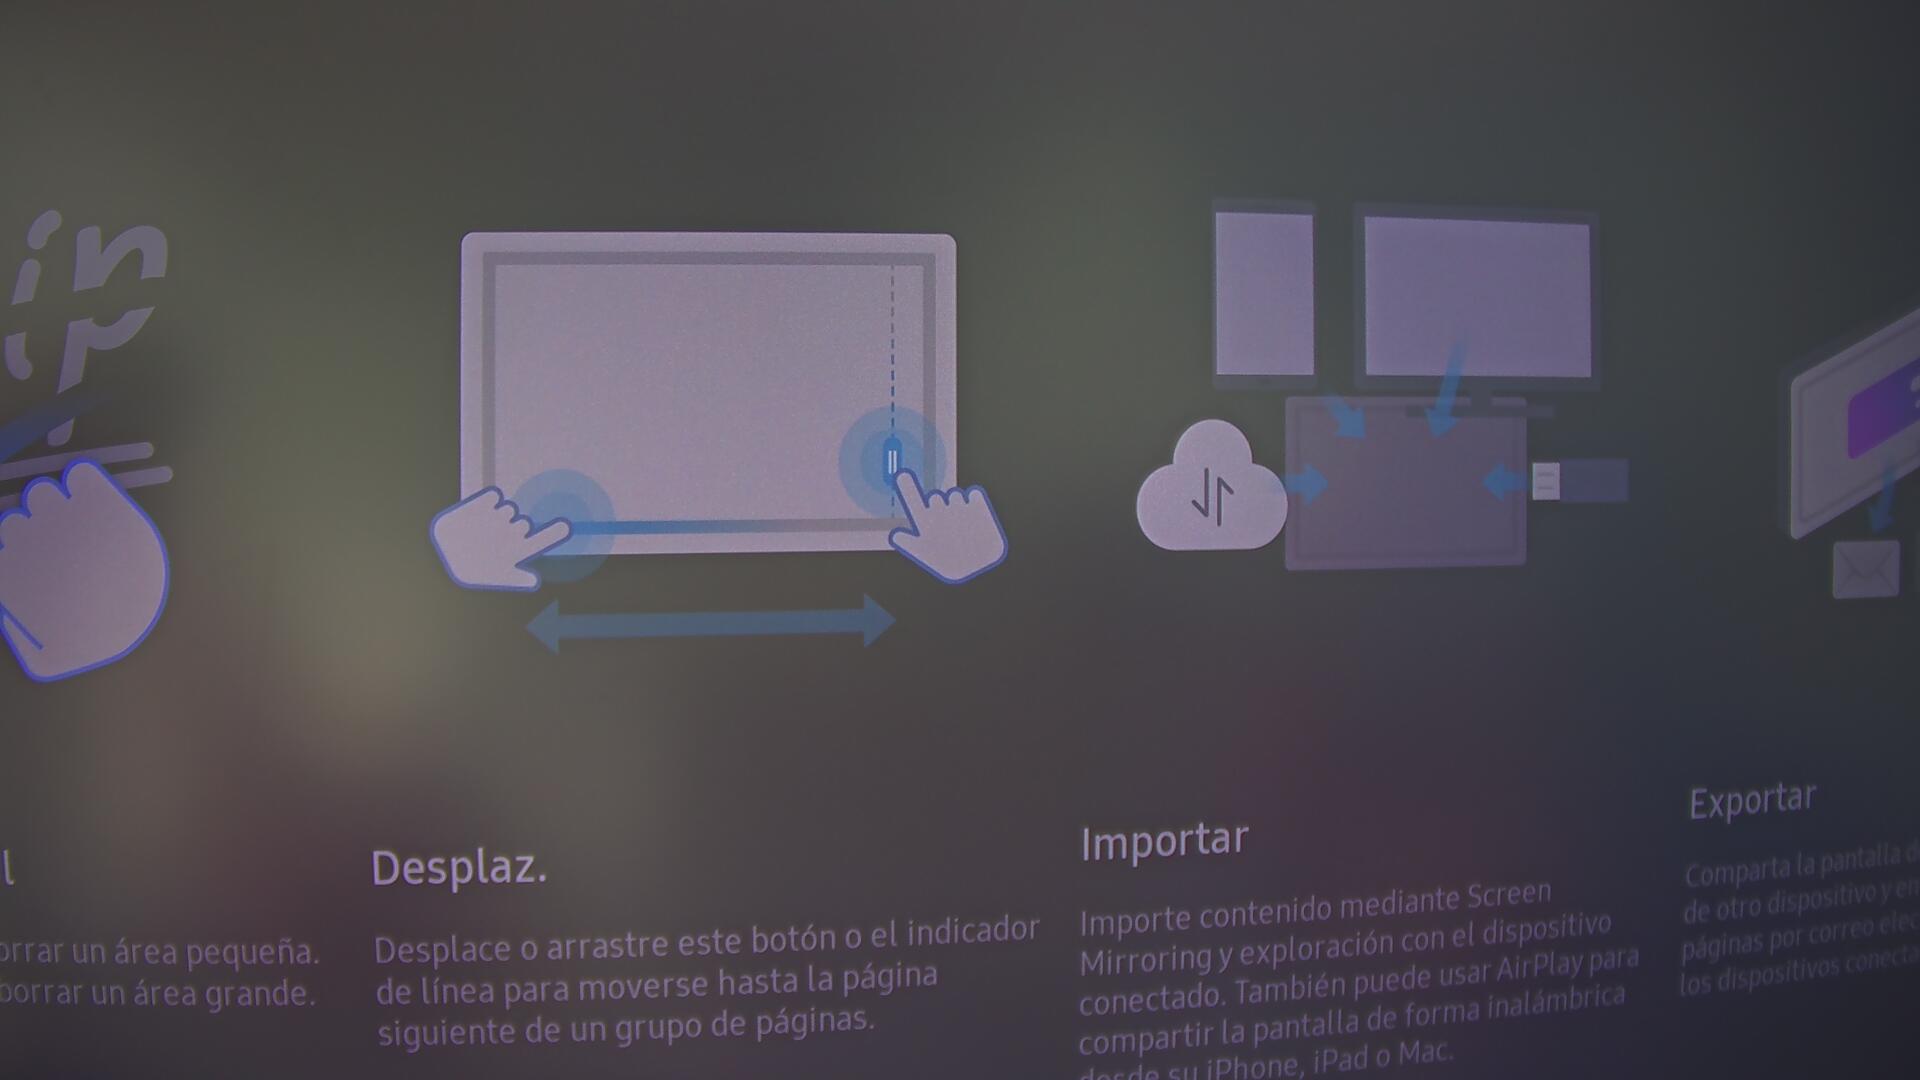 in
l
orrar un área pequeña.
borrar un área grande.
Desplaz.
Desplace o arrastre este botón o el indicador
de línea para moverse hasta la página
siguiente de un grupo de páginas.
Importar
Importe contenido mediante Screen
Mirroring y exploración con el dispositivo
conectado. También puede usar AirPlay para
compartir la pantalla de forma inalámbrica
desde su iPhone, iPad o Mac.
Exportar
Comparta la pantalla d
de otro dispositivo y en
páginas por correo elec
los dispositivos conecta